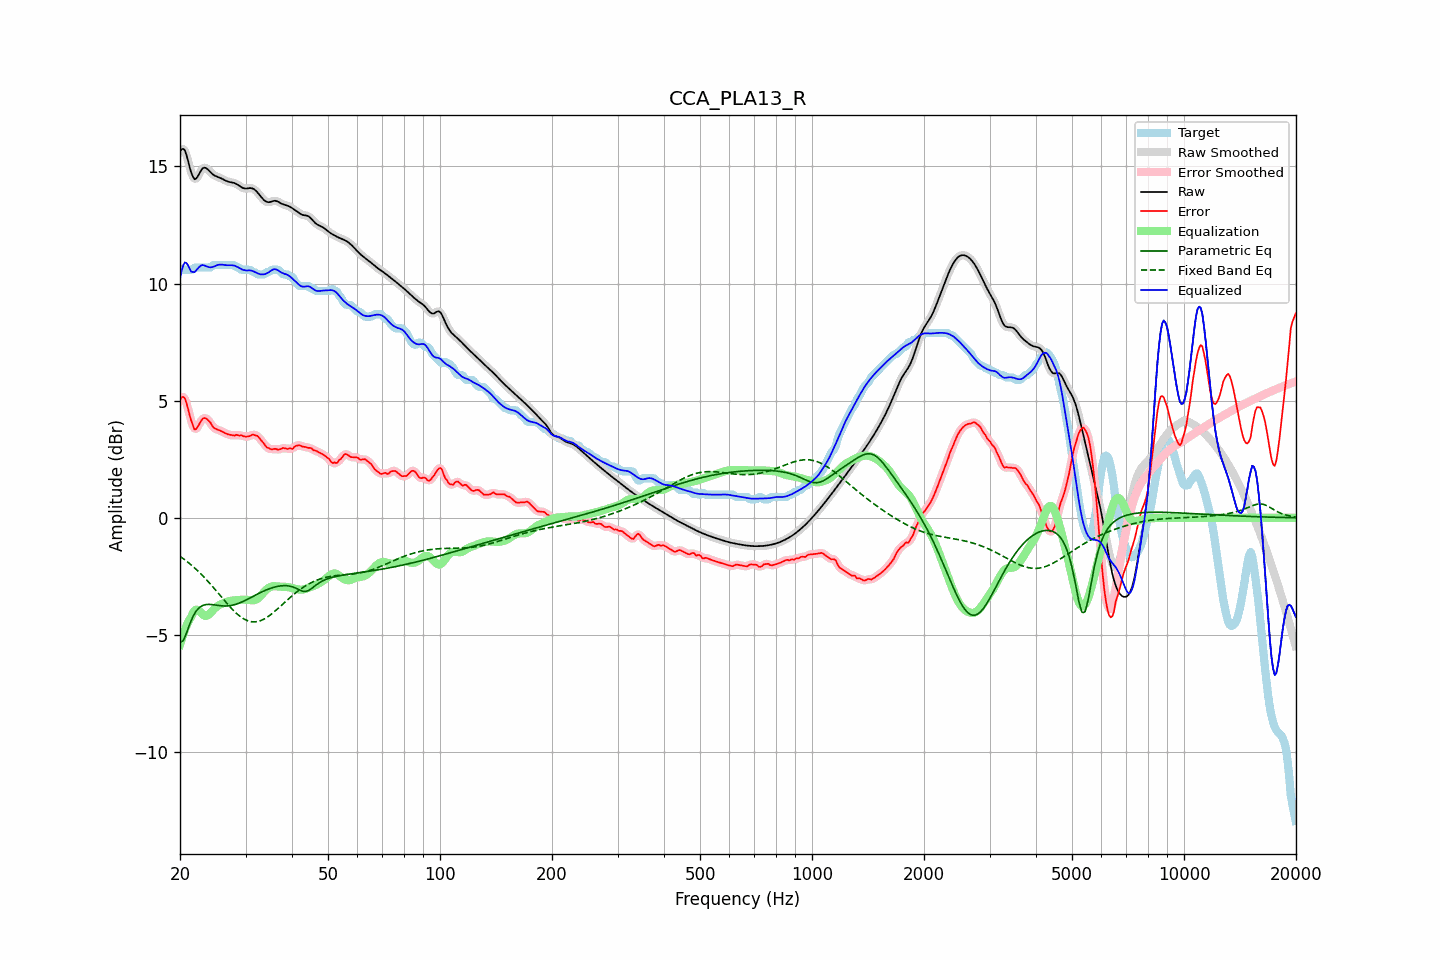 CCA_PLA13_R
Target
Raw Smoothed
Error Smoothed
Raw
Error
Equalization
Parametric Eq
Fixed Band Eq
Equalized
15
10
5
0
−5
−10
Amplitude (dBr)
20 50 100 200 500 1000 2000 5000 10000 20000
Frequency (Hz)